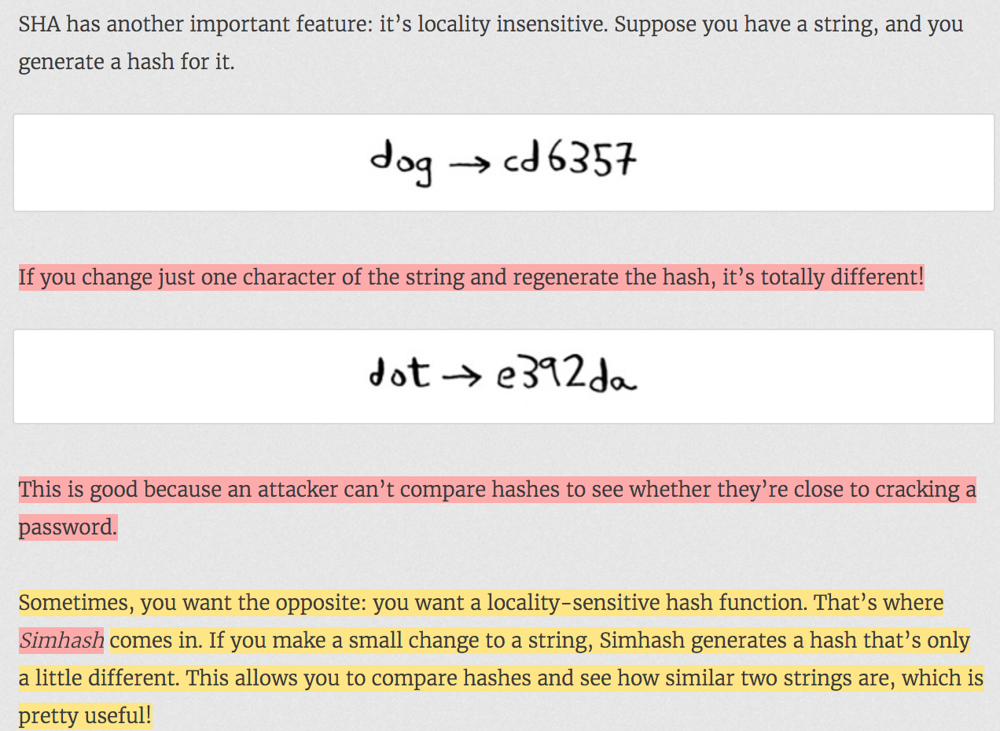 SHA has another important feature: it’s locality insensitive. Suppose you have a string, and you
generate a hash for it.
dog → cd6357
If you change just one character of the string and regenerate the hash, it’s totally different!
dot → e392da
This is good because an attacker can’t compare hashes to see whether they’re close to cracking a
password.
Sometimes, you want the opposite: you want a locality-sensitive hash function. That’s where
Simhash comes in. If you make a small change to a string, Simhash generates a hash that’s only
a little different. This allows you to compare hashes and see how similar two strings are, which is
pretty useful!